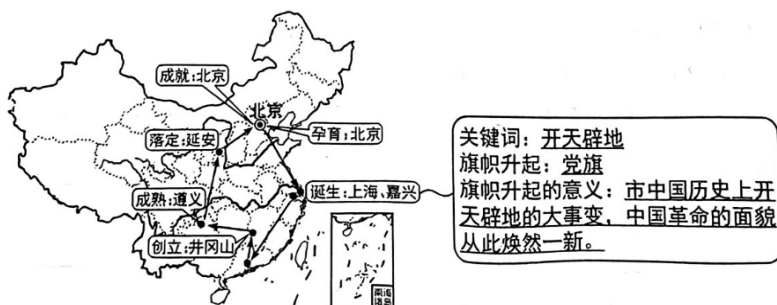 成就:北京
北京
孕育:北京
落定:延安
诞生:上海、嘉兴
成熟:遵义
创立:井冈山
南海诸岛
关键词：开天辟地
旗帜升起：党旗
旗帜升起的意义：市中国历史上开
天辟地的大事变，中国革命的面貌
从此焕然一新。